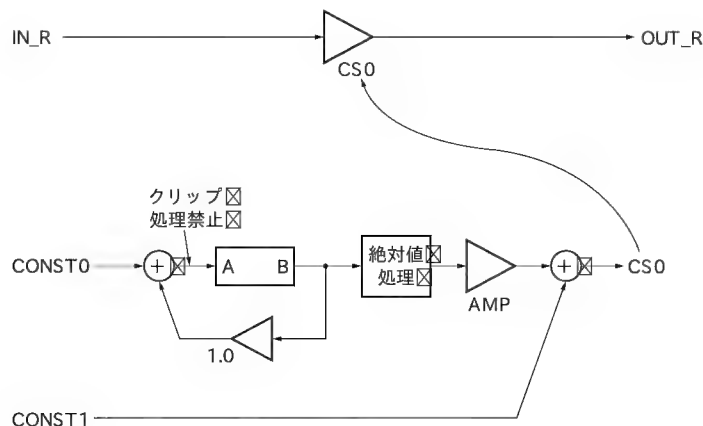 IN_R
OUT_R
CS0
クリップ
処理禁止
CONST0
A
B
絶対値
処理
CS0
AMP
1.0
CONST1